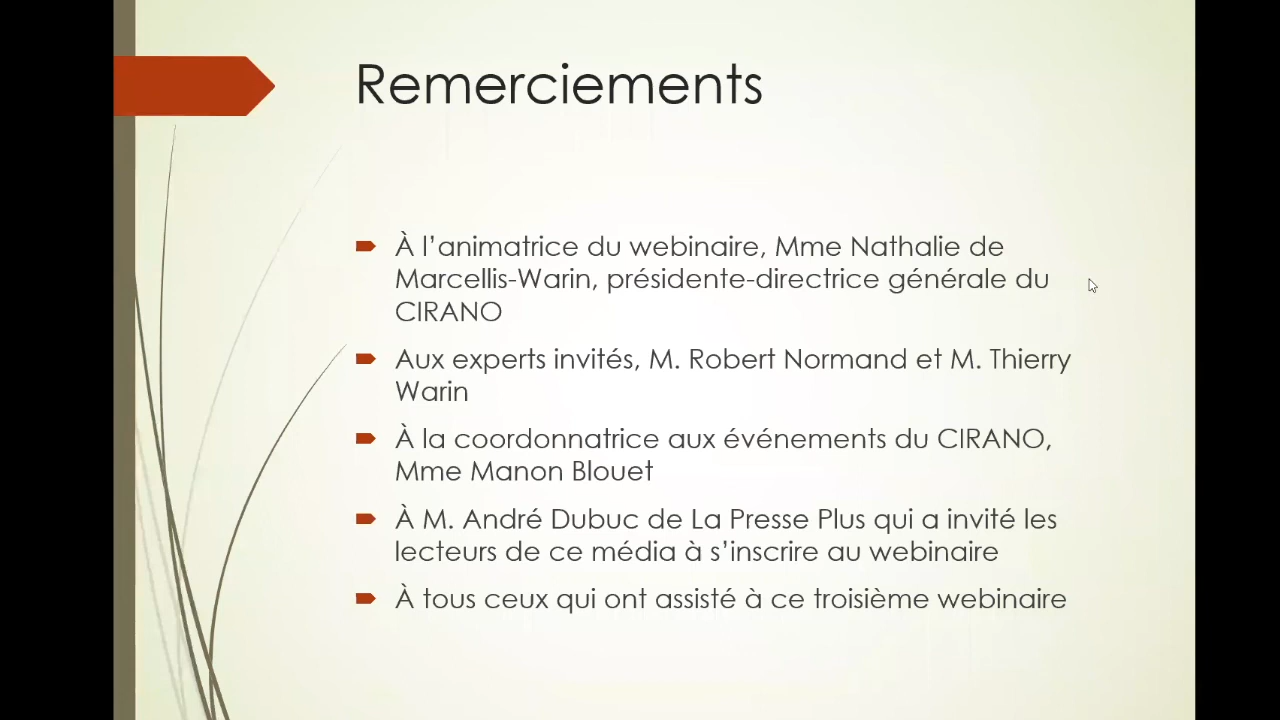 Remerciements
À l’animatrice du webinaire, Mme Nathalie de
Marcellis-Warin, présidente-directrice générale du
CIRANO
Aux experts invités, M. Robert Normand et M. Thierry
Warin
À la coordonnatrice aux événements du CIRANO,
Mme Manon Blouet
À M. André Dubuc de La Presse Plus qui a invité les
lecteurs de ce média à s’inscrire au webinaire
À tous ceux qui ont assisté à ce troisième webinaire